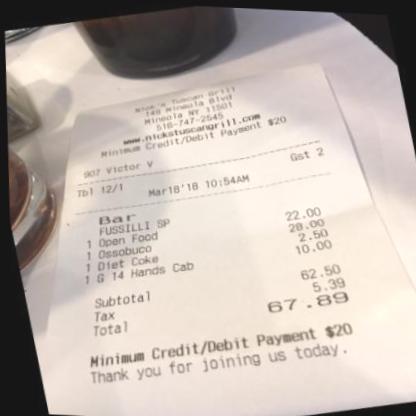 Nick's Tuscan Grill
149 Mineola Blvd
Mineola NY 11501
516-747-2545
www.nickstuscangrill.com
Minimum Credit/Debit Payment $20
907 Victor V
Tbl 12/1 Gst 2
Mar18'18 10:54AM
Bar
FUSSILLI SP
1 Open Food 22.00
1 Ossobuco 28.00
1 Diet Coke 2.50
1 G 14 Hands Cab 10.00
Subtotal 62.50
Tax 5.39
Total 67.89
Minimum Credit/Debit Payment $20
Thank you for joining us today.